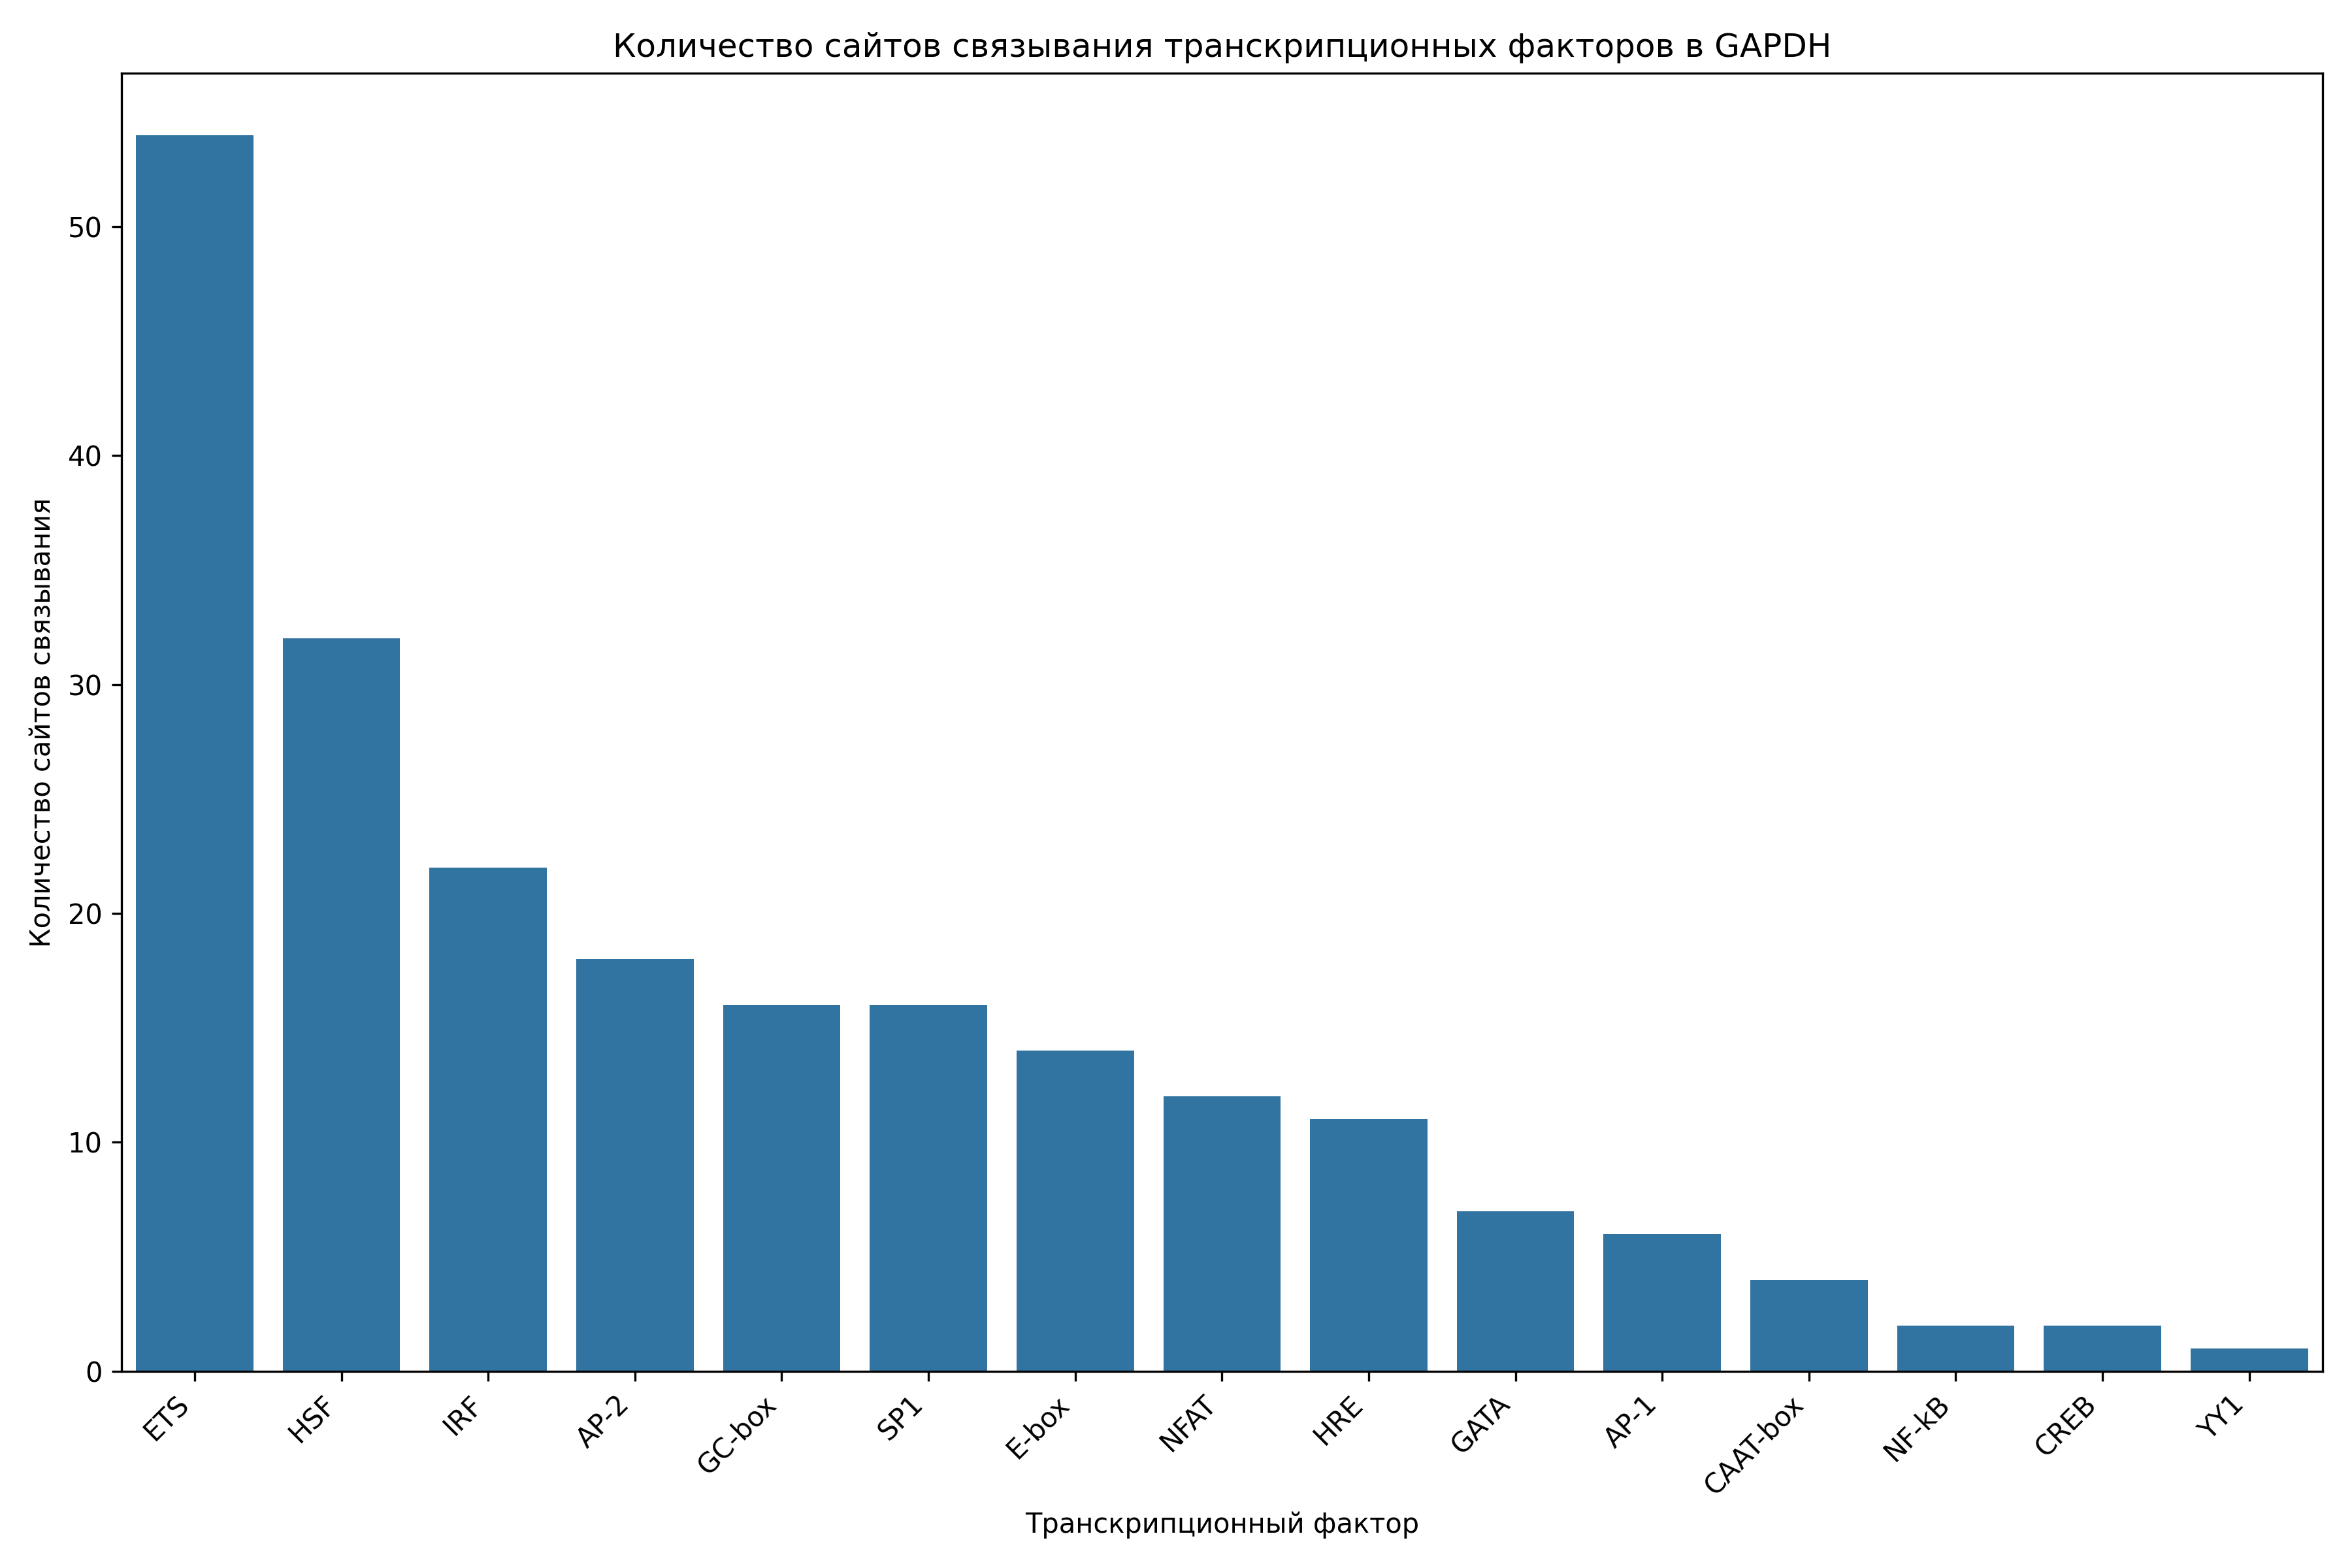 Количество сайтов связывания транскрипционных факторов в GAPDH
Количество сайтов связывания
50
40
30
20
10
0
ETS
HSF
IRF
AP-2
GC-box
SP1
E-box
NFAT
HRE
GATA
AP-1
CAAT-box
NF-kB
CREB
YY1
Транскрипционный фактор